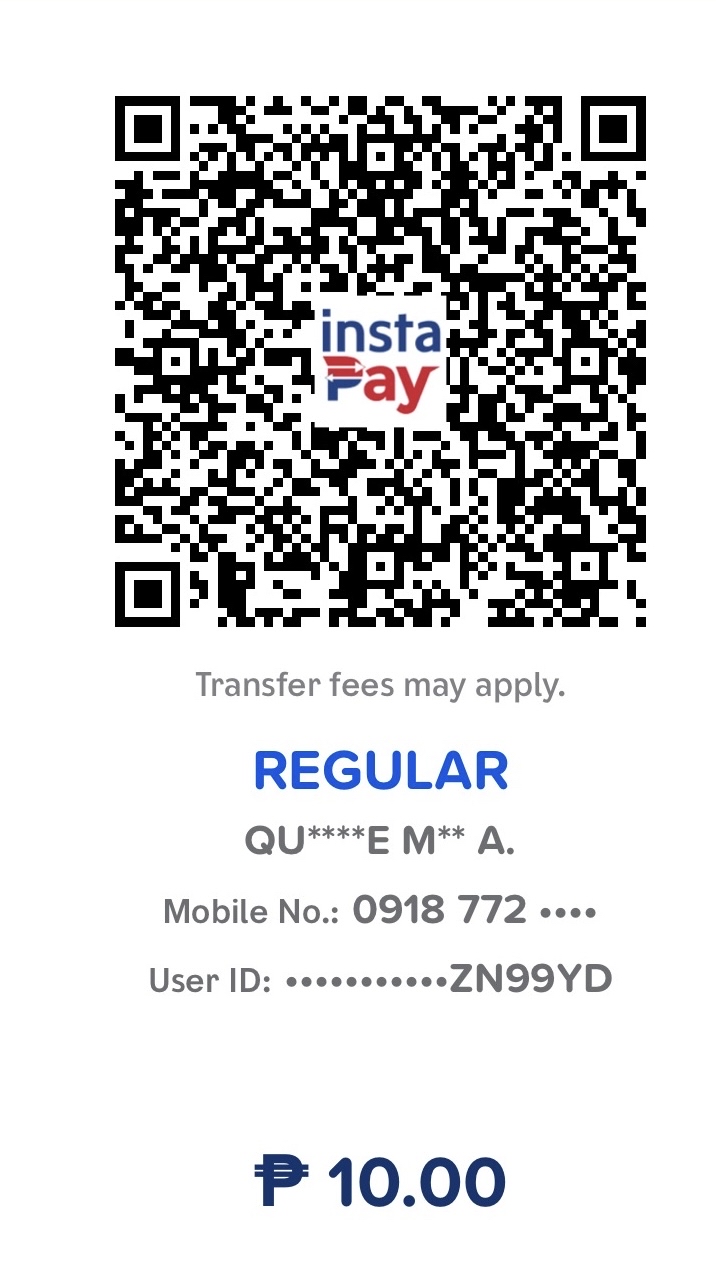 insta
Pay
Transfer fees may apply.
REGULAR
QU****E M** A.
Mobile No.: 0918 772 ••••
User ID: •••••••••••ZN99YD
₱ 10.00